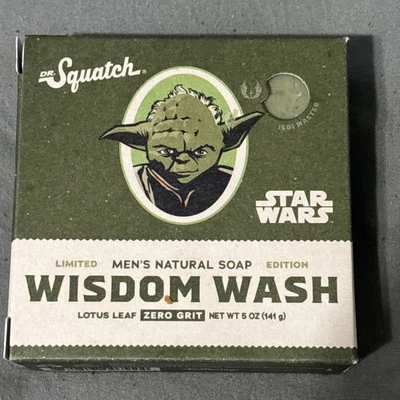 DR. Squatch®
JEDI MASTER
STAR
WARS
LIMITED MEN'S NATURAL SOAP EDITION
WISDOM WASH
LOTUS LEAF ZERO GRIT NET WT 5 OZ (141 g)